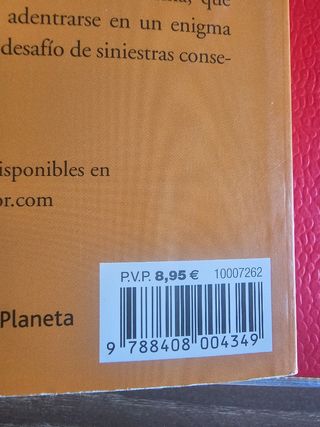 que
adentrarse en un enigma
desafío de siniestras conse-
isponibles en
or.com
Planeta
P.V.P. 8,95 € 10007262
9 788408 004349